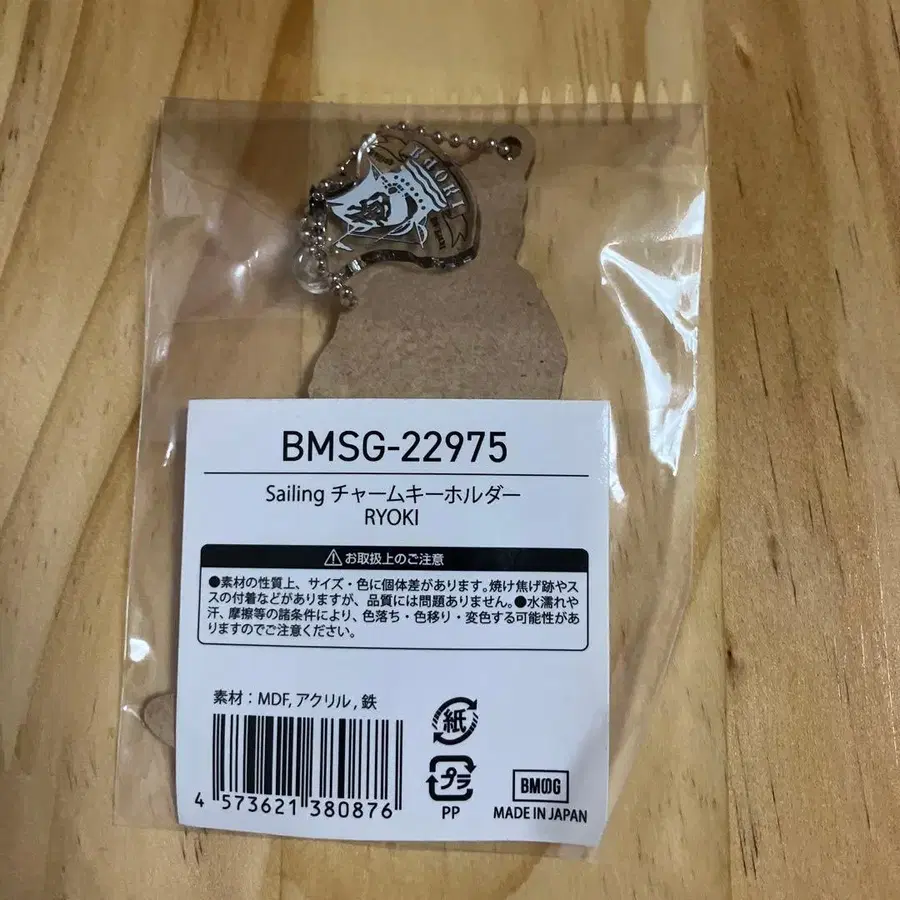 BMSG-22975
Sailing チャームキーホルダー
RYOKI
お取扱上のご注意
●素材の性質上、サイズ・色に個体差があります。焼け焦げ跡やス
スの付着などがありますが、品質には問題ありません。●水濡れや
汗、摩擦等の諸条件により、色落ち・色移り・変色する可能性があ
りますのでご注意ください。
素材：MDF, アクリル , 鉄
紙
プラ
PP
BMSG
MADE IN JAPAN
4 573621 380876